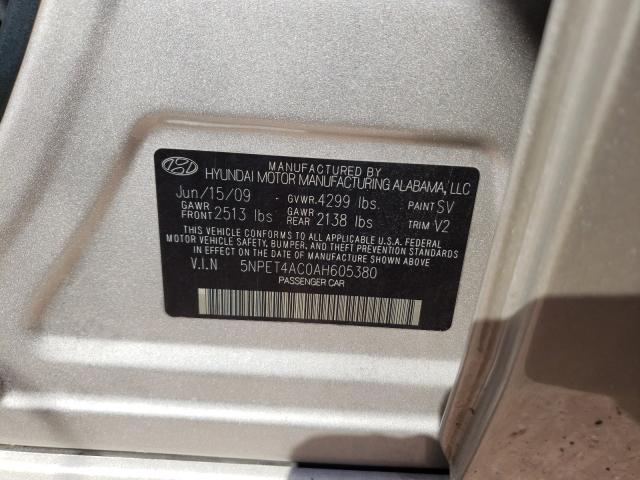 MANUFACTURED BY
HYUNDAI MOTOR MANUFACTURING ALABAMA, LLC
Jun/15/09 - GVWR 4299 lbs. PAINT SV
GAWR FRONT 2513 lbs GAWR REAR 2138 lbs TRIM V2
THIS VEHICLE CONFORMS TO ALL APPLICABLE U.S.A. FEDERAL
MOTOR VEHICLE SAFETY, BUMPER, AND THEFT PREVENTION STANDARDS
IN EFFECT ON THE DATE OF MANUFACTURE SHOWN ABOVE.
V.I.N 5NPET4AC0AH605380
PASSENGER CAR